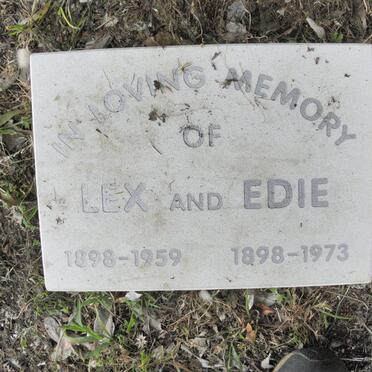 IN LOVING MEMORY
OF
LEX AND EDIE
1898-1959 1898-1973